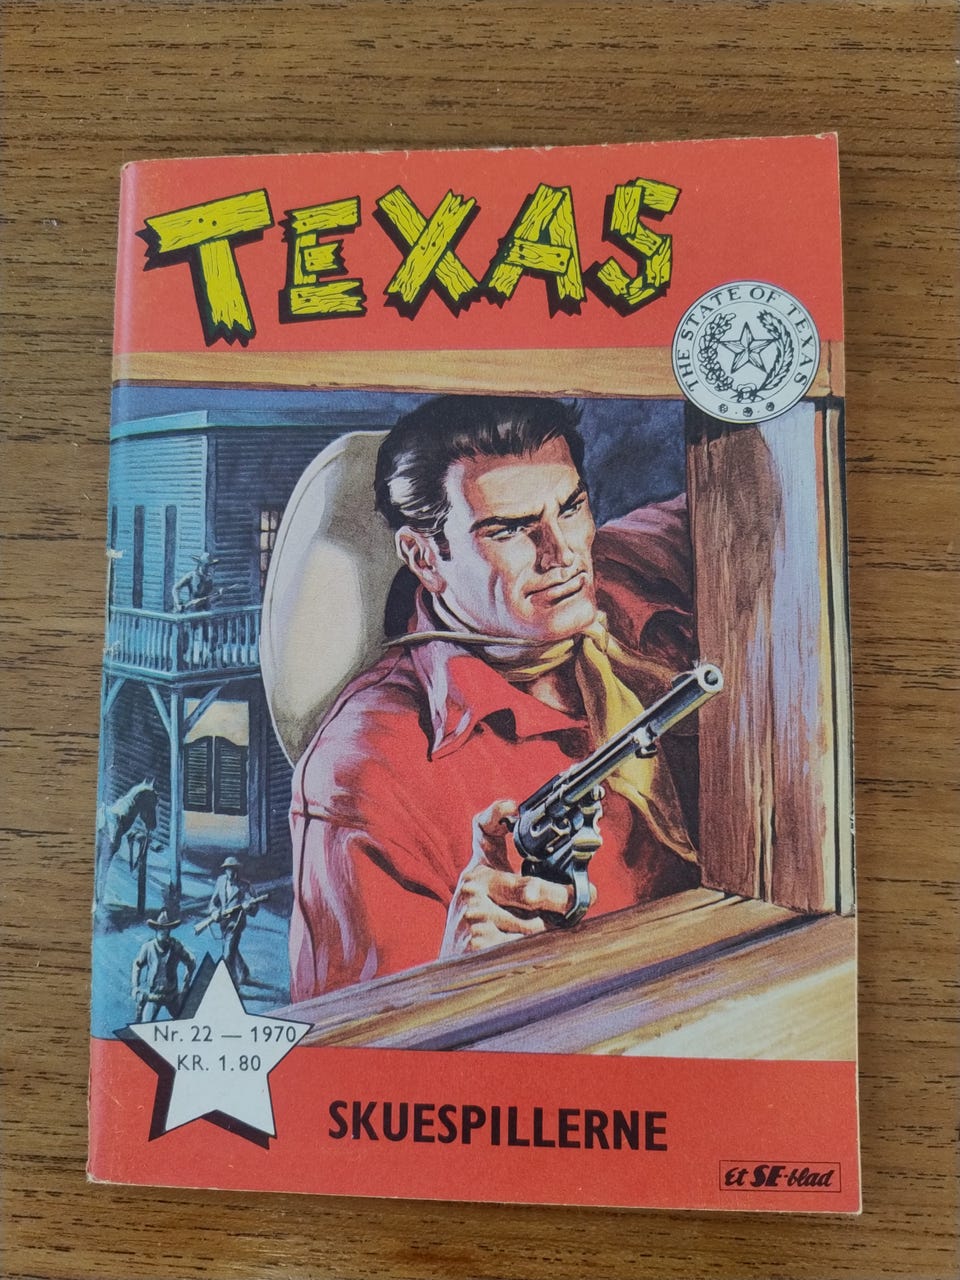 TEXAS
THE STATE OF TEXAS
Nr. 22 — 1970
KR. 1.80
SKUESPILLERNE
Et SE-blad